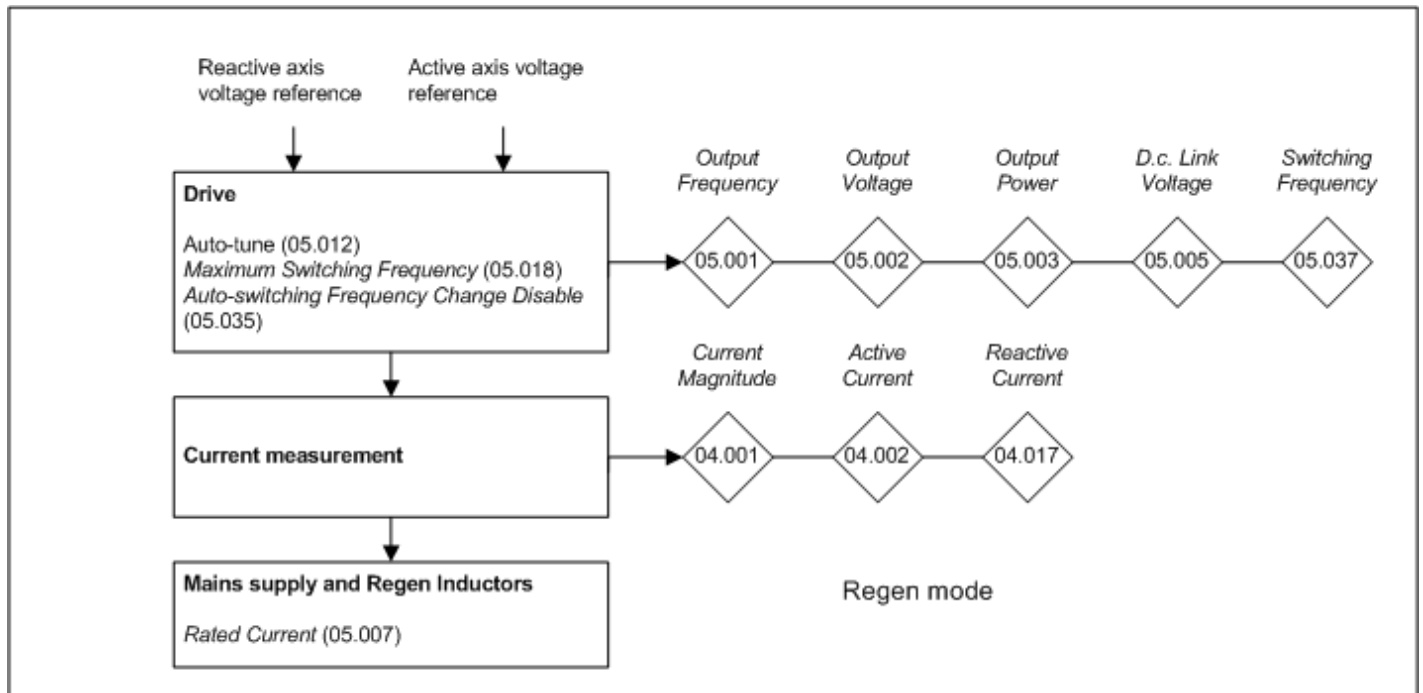 Reactive axis
voltage reference
Active axis voltage
reference
Drive
Auto-tune (05.012)
Maximum Switching Frequency (05.018)
Auto-switching Frequency Change Disable
(05.035)
Output
Frequency
Output
Voltage
Output
Power
D.c. Link
Voltage
Switching
Frequency
05.001
05.002
05.003
05.005
05.037
Current measurement
Current
Magnitude
Active
Current
Reactive
Current
04.001
04.002
04.017
Mains supply and Regen Inductors
Rated Current (05.007)
Regen mode